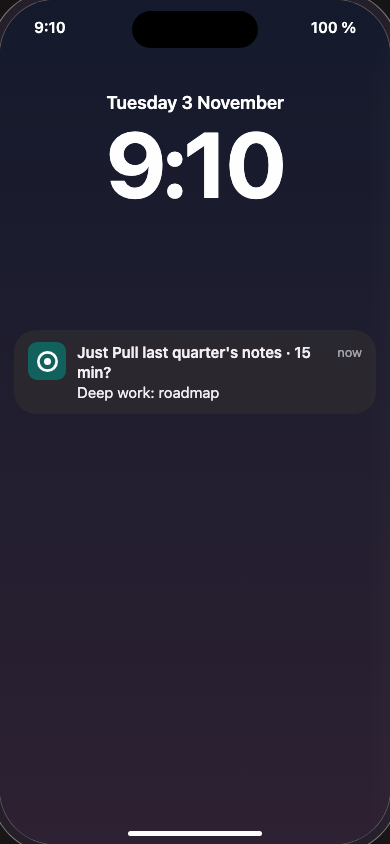 9:10
100 %
Tuesday 3 November
9:10
Just Pull last quarter's notes · 15
now
min?
Deep work: roadmap